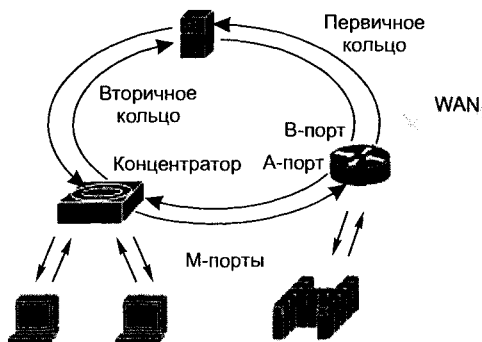 Первичное
кольцо
Вторичное
кольцо
WAN
В-порт
Концентратор
А-порт
М-порты